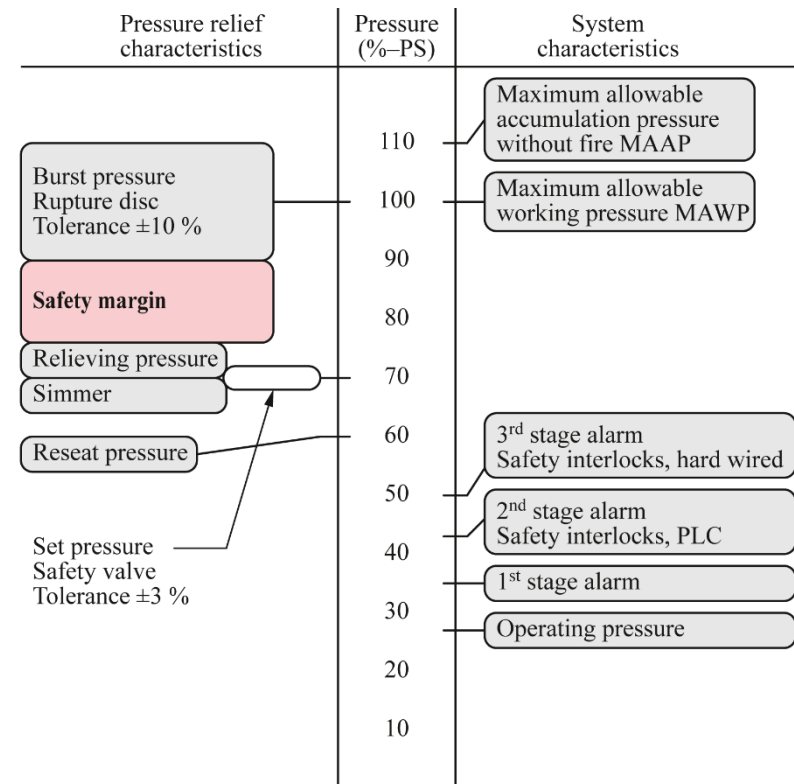 Pressure relief
characteristics
Pressure
(%–PS)
System
characteristics
Burst pressure
Rupture disc
Tolerance ±10 %
Safety margin
Relieving pressure
Simmer
Reseat pressure
Set pressure
Safety valve
Tolerance ±3 %
110
100
90
80
70
60
50
40
30
20
10
Maximum allowable
accumulation pressure
without fire MAAP
Maximum allowable
working pressure MAWP
3rd stage alarm
Safety interlocks, hard wired
2nd stage alarm
Safety interlocks, PLC
1st stage alarm
Operating pressure